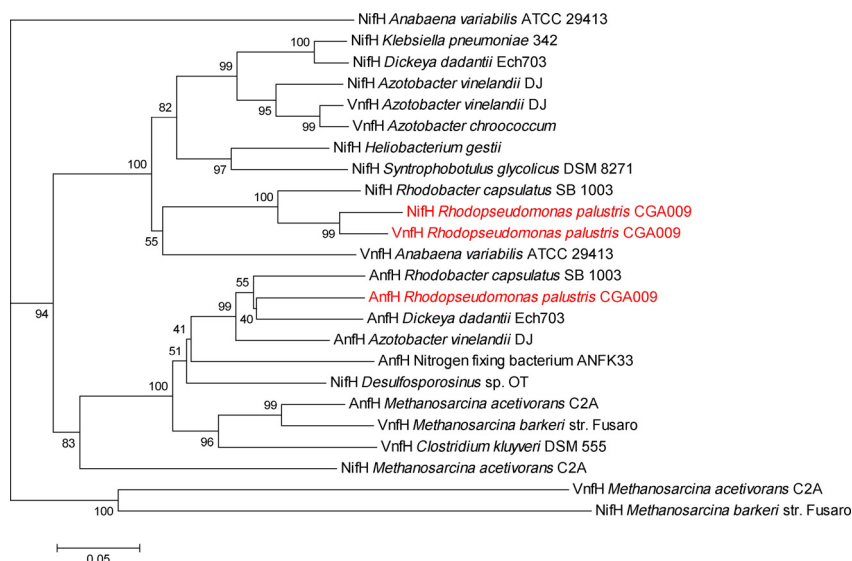 NifH Anabaena variabilis ATCC 29413
100 NifH Klebsiella pneumoniae 342
99 NifH Dickeya dadantii Ech703
NifH Azotobacter vinelandii DJ
82 95 VnfH Azotobacter vinelandii DJ
99 VnfH Azotobacter chroococcum
NifH Heliobacterium gestii
100 97 NifH Syntrophobotulus glycolicus DSM 8271
100 NifH Rhodobacter capsulatus SB 1003
NifH Rhodopseudomonas palustris CGA009
55 99 VnfH Rhodopseudomonas palustris CGA009
VnfH Anabaena variabilis ATCC 29413
55 AnfH Rhodobacter capsulatus SB 1003
99 AnfH Rhodopseudomonas palustris CGA009
94 40 AnfH Dickeya dadantii Ech703
41 AnfH Azotobacter vinelandii DJ
51 AnfH Nitrogen fixing bacterium ANFK33
100 NifH Desulfosporosinus sp. OT
99 AnfH Methanosarcina acetivorans C2A
VnfH Methanosarcina barkeri str. Fusaro
83 96 VnfH Clostridium kluyveri DSM 555
NifH Methanosarcina acetivorans C2A
VnfH Methanosarcina acetivorans C2A
100 NifH Methanosarcina barkeri str. Fusaro
0.05